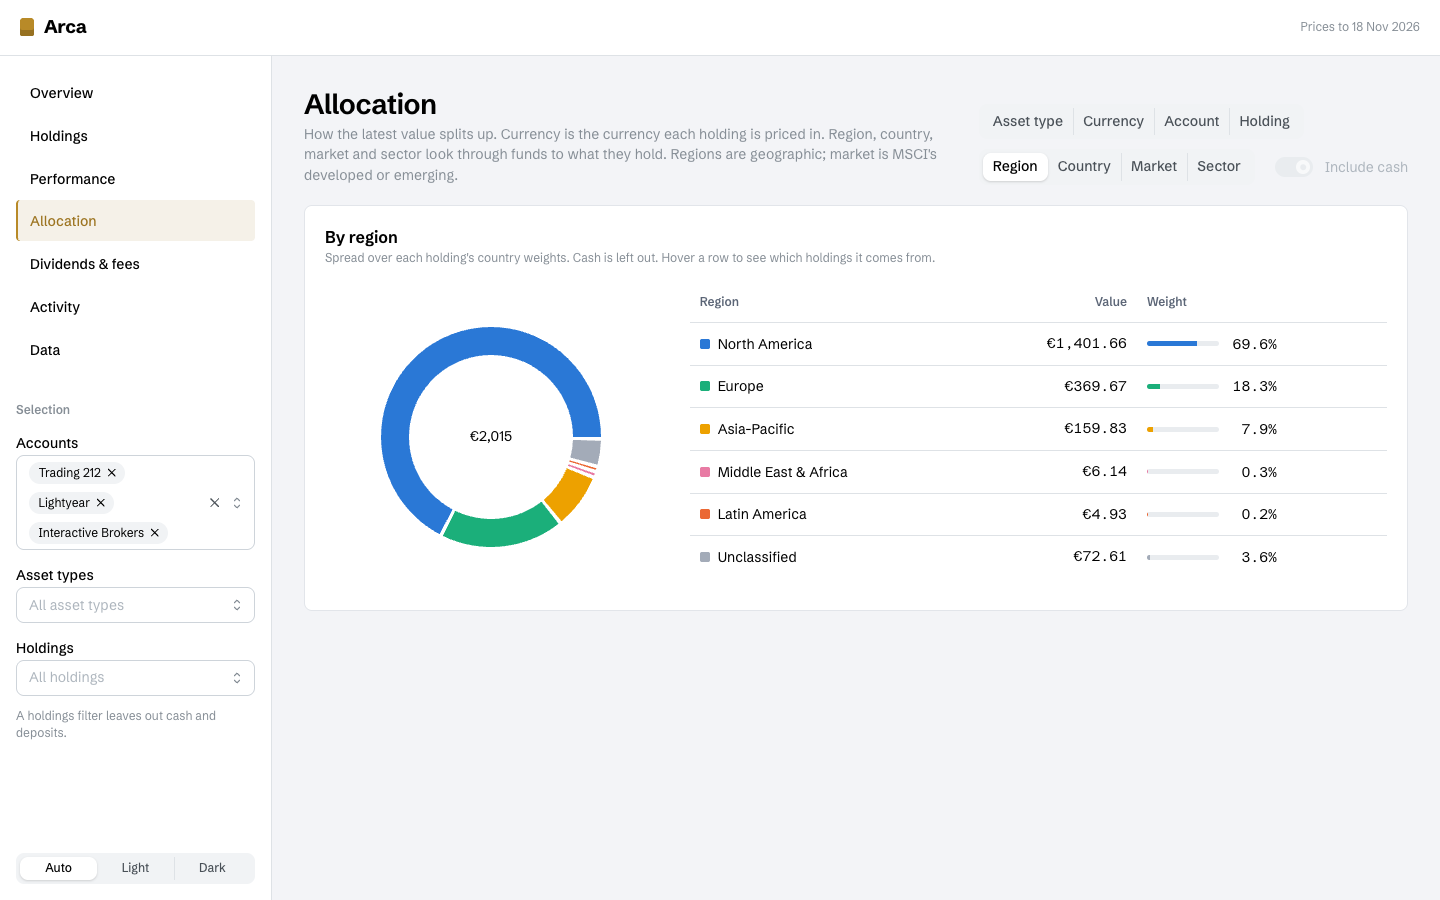 Arca
Prices to 18 Nov 2026
Overview
Holdings
Performance
Allocation
Dividends & fees
Activity
Data
Selection
Accounts
Trading 212
Lightyear
Interactive Brokers
Asset types
All asset types
Holdings
All holdings
A holdings filter leaves out cash and
deposits.
Auto Light Dark
Allocation
How the latest value splits up. Currency is the currency each holding is priced in. Region, country,
market and sector look through funds to what they hold. Regions are geographic; market is MSCI's
developed or emerging.
Asset type Currency Account Holding
Region Country Market Sector Include cash
By region
Spread over each holding's country weights. Cash is left out. Hover a row to see which holdings it comes from.
€2,015
Region Value Weight
North America €1,401.66 69.6%
Europe €369.67 18.3%
Asia-Pacific €159.83 7.9%
Middle East & Africa €6.14 0.3%
Latin America €4.93 0.2%
Unclassified €72.61 3.6%